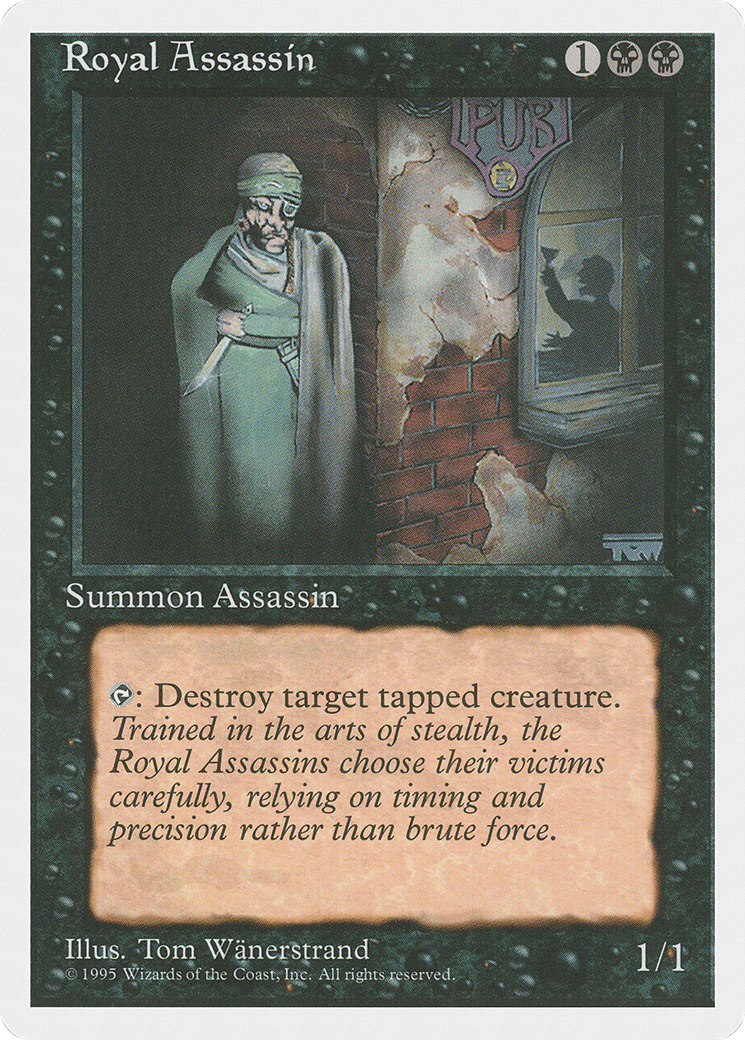 Royal Assassin
1
PUB
TCW
Summon Assassin
: Destroy target tapped creature.
Trained in the arts of stealth, the
Royal Assassins choose their victims
carefully, relying on timing and
precision rather than brute force.
Illus. Tom Wänerstrand
1/1
© 1995 Wizards of the Coast, Inc. All rights reserved.